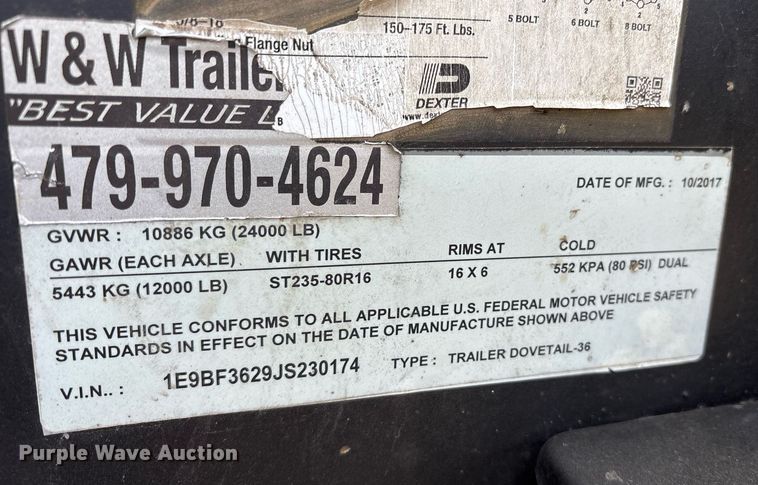 5/8-18
150-175 Ft. Lbs.
5 BOLT
6 BOLT
8 BOLT
Flange Nut
W & W Trailer
DEXTER
"BEST VALUE
B
479-970-4624
DATE OF MFG. : 10/2017
GVWR : 10886 KG (24000 LB)
GAWR (EACH AXLE) WITH TIRES RIMS AT COLD
5443 KG (12000 LB) ST235-80R16 16 X 6 552 KPA (80 PSI) DUAL
THIS VEHICLE CONFORMS TO ALL APPLICABLE U.S. FEDERAL MOTOR VEHICLE SAFETY
STANDARDS IN EFFECT ON THE DATE OF MANUFACTURE SHOWN ABOVE
V.I.N.. : 1E9BF3629JS230174 TYPE : TRAILER DOVETAIL-36
Purple Wave Auction